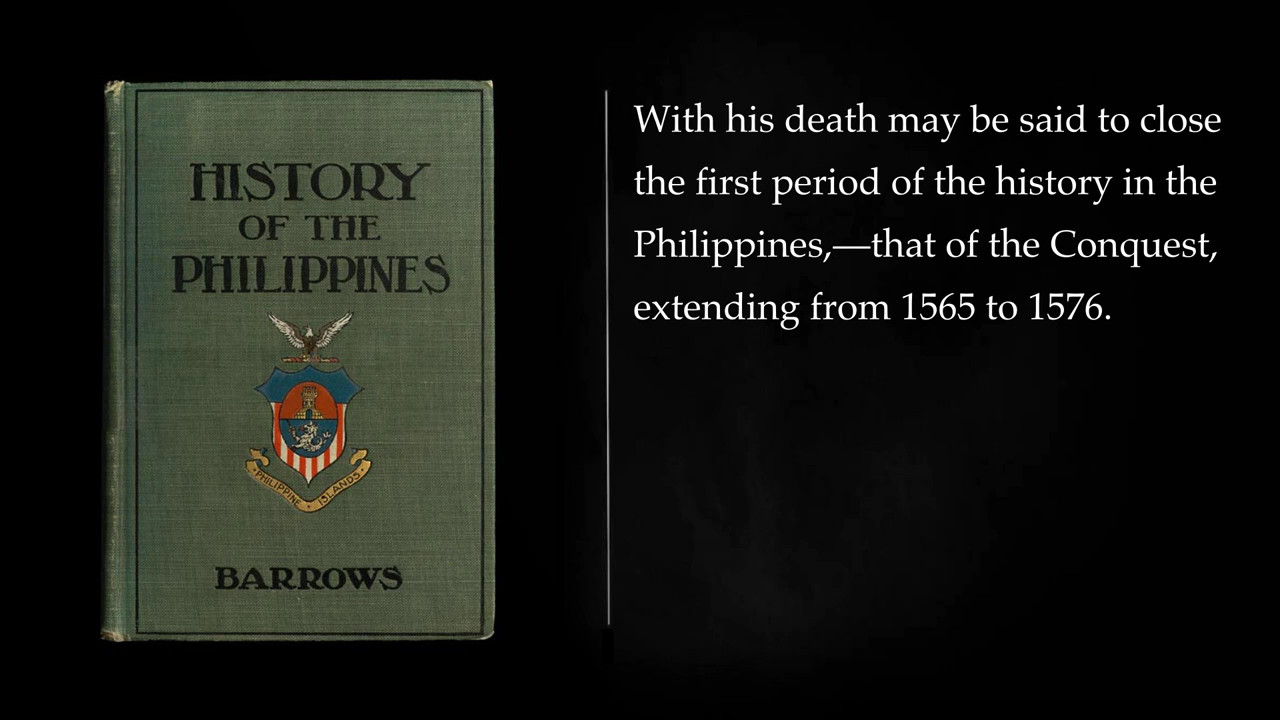 HISTORY
OF THE
PHILIPPINES
PHILIPPINE ISLANDS
BARROWS
With his death may be said to close
the first period of the history in the
Philippines,—that of the Conquest,
extending from 1565 to 1576.